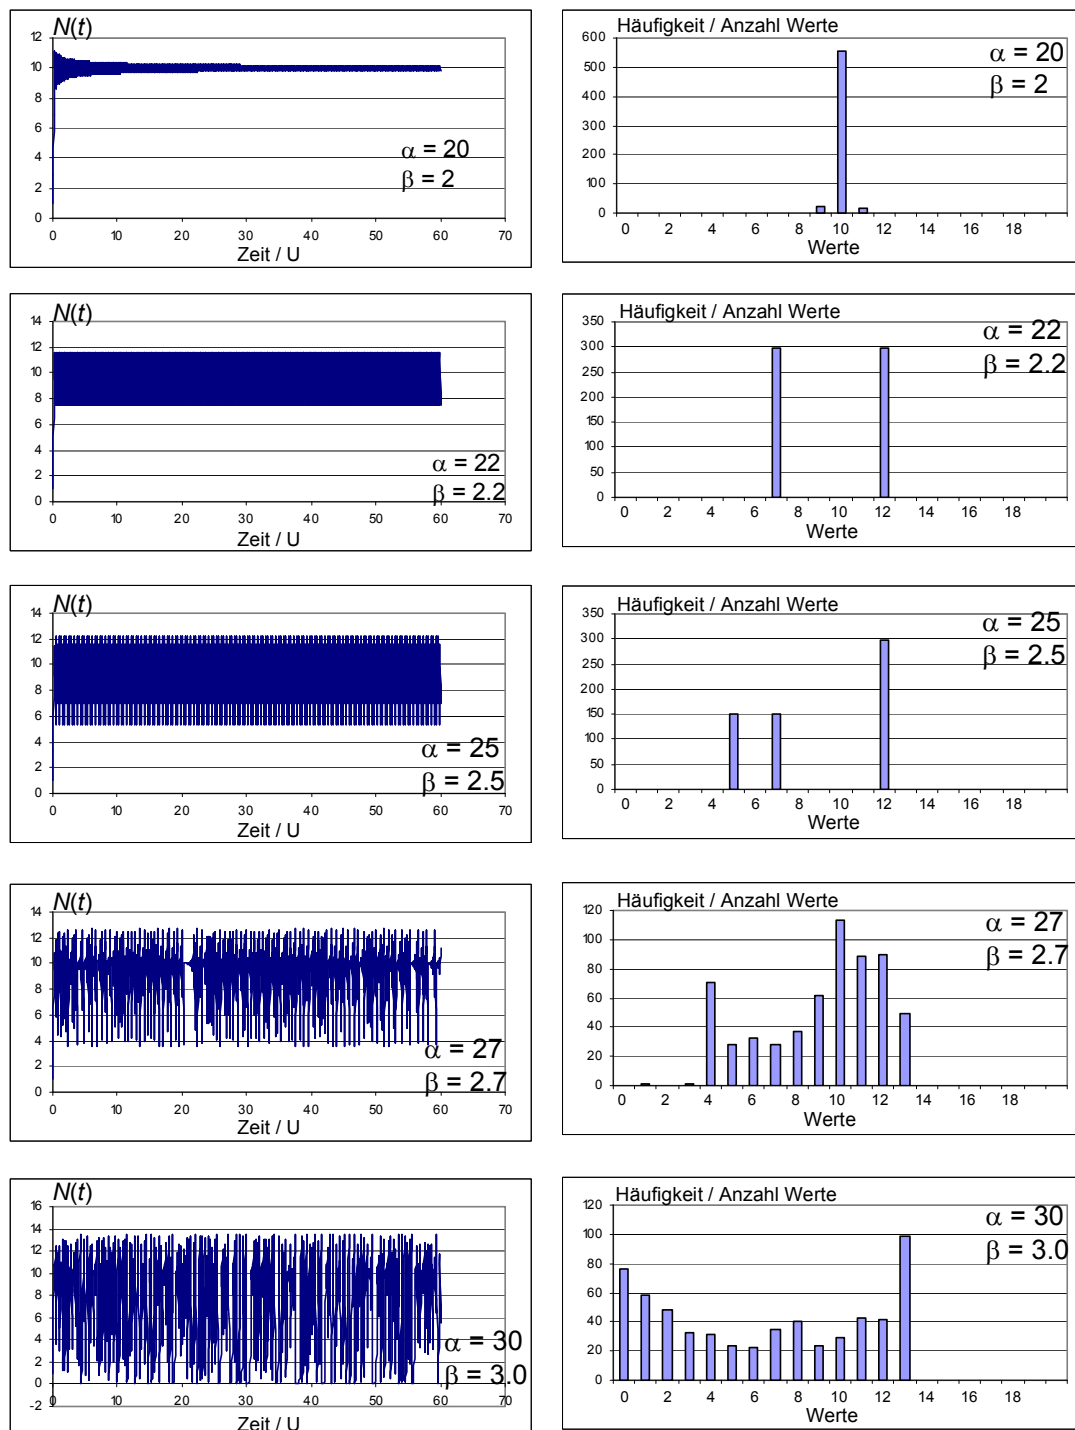 N(t)
12
10
8
6
4
2
0
0 10 20 30 40 50 60 70
Zeit / U
α = 20
β = 2
Häufigkeit / Anzahl Werte
600
500
400
300
200
100
0
0 2 4 6 8 10 12 14 16 18
Werte
α = 20
β = 2
N(t)
14
12
10
8
6
4
2
0
0 10 20 30 40 50 60 70
Zeit / U
α = 22
β = 2.2
Häufigkeit / Anzahl Werte
350
300
250
200
150
100
50
0
0 2 4 6 8 10 12 14 16 18
Werte
α = 22
β = 2.2
N(t)
14
12
10
8
6
4
2
0
0 10 20 30 40 50 60 70
Zeit / U
α = 25
β = 2.5
Häufigkeit / Anzahl Werte
350
300
250
200
150
100
50
0
0 2 4 6 8 10 12 14 16 18
Werte
α = 25
β = 2.5
N(t)
14
12
10
8
6
4
2
0
0 10 20 30 40 50 60 70
Zeit / U
α = 27
β = 2.7
Häufigkeit / Anzahl Werte
120
100
80
60
40
20
0
0 2 4 6 8 10 12 14 16 18
Werte
α = 27
β = 2.7
N(t)
16
14
12
10
8
6
4
2
0
-2
0 10 20 30 40 50 60 70
Zeit / U
α = 30
β = 3.0
Häufigkeit / Anzahl Werte
120
100
80
60
40
20
0
0 2 4 6 8 10 12 14 16 18
Werte
α = 30
β = 3.0